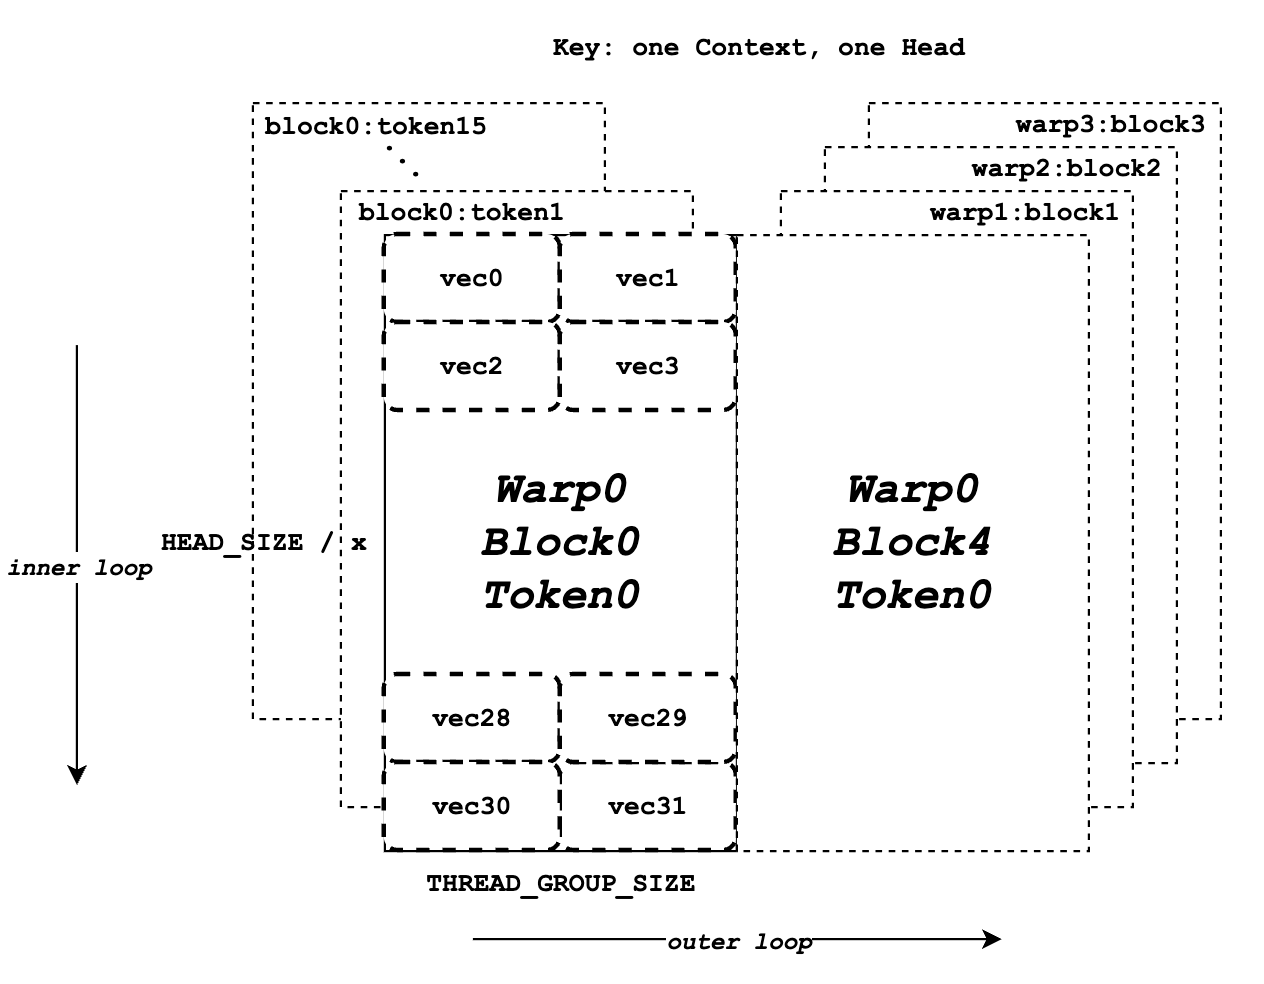 Key: one Context, one Head
block0:token15
warp3:block3
warp2:block2
block0:token1
warp1:block1
vec0
vec1
vec2
vec3
Warp0
Block0
Token0
Warp0
Block4
Token0
HEAD_SIZE / x
inner loop
vec28
vec29
vec30
vec31
THREAD_GROUP_SIZE
outer loop